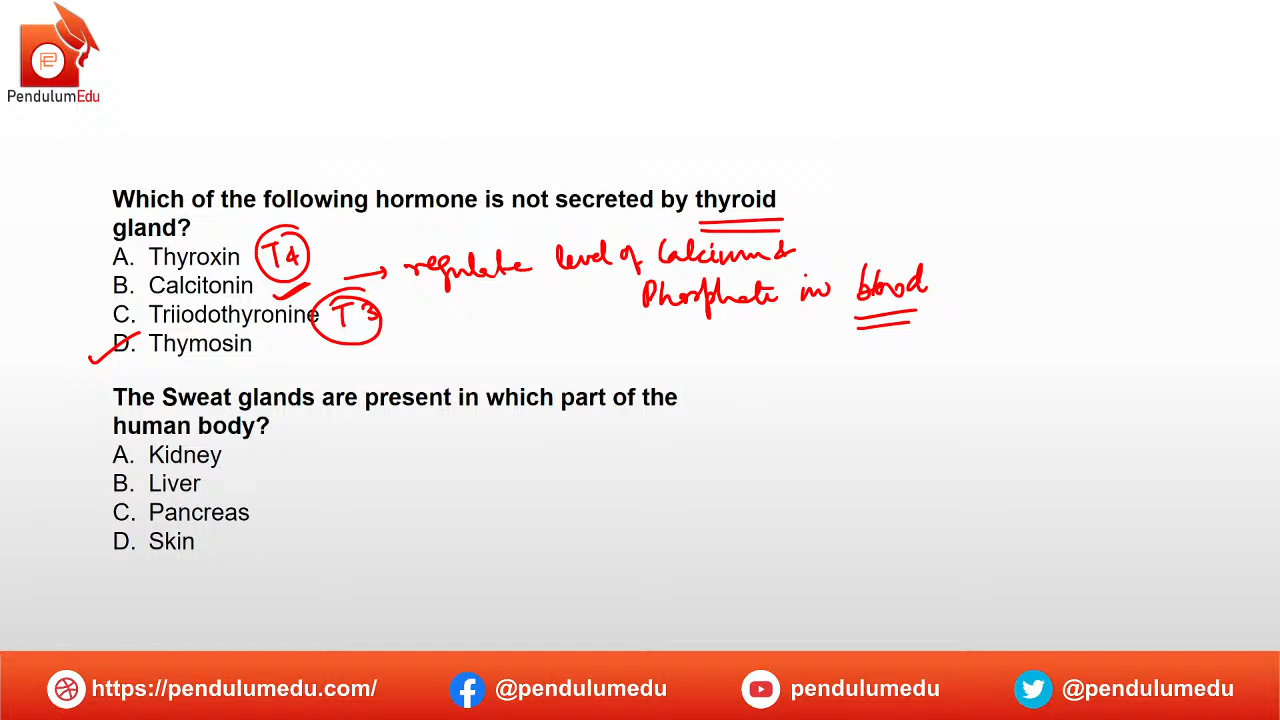 PE
PendulumEdu
Which of the following hormone is not secreted by thyroid
gland?
A. Thyroxin T4
B. Calcitonin → regulate level of Calcium &
Phosphate in blood
C. Triiodothyronine T3
D. Thymosin
The Sweat glands are present in which part of the
human body?
A. Kidney
B. Liver
C. Pancreas
D. Skin
https://pendulumedu.com/ @pendulumedu pendulumedu @pendulumedu